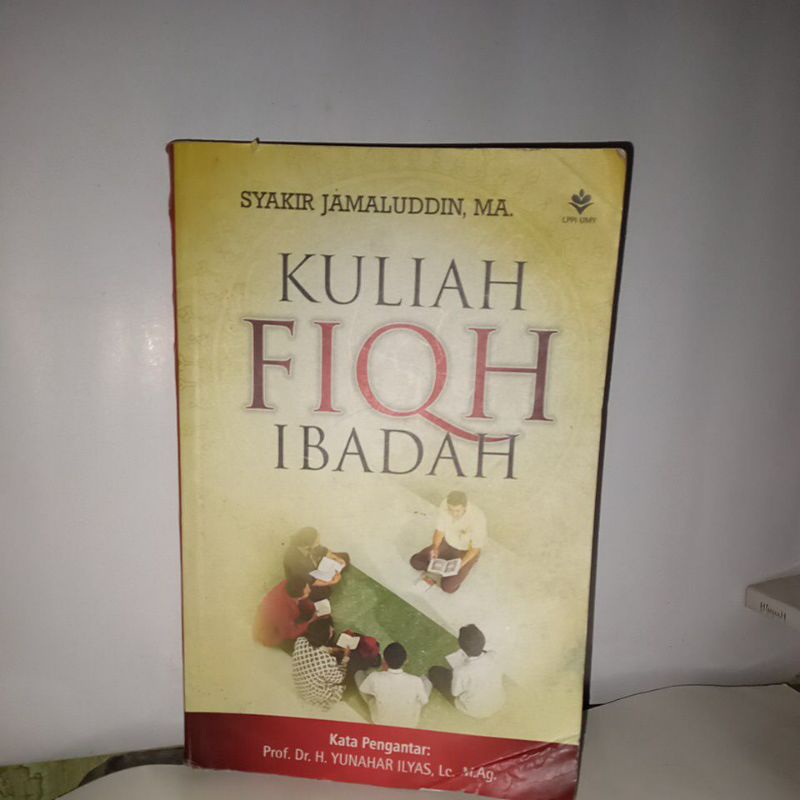 SYAKIR JAMALUDDIN, MA.
LPPI UMY
KULIAH
FIQH
IBADAH
Kata Pengantar:
Prof. Dr. H. YUNAHAR ILYAS, Lc. M.Ag.